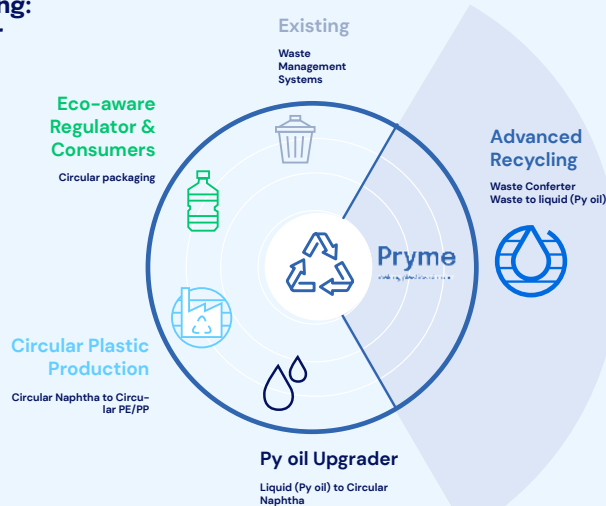 ng:
Existing
Waste
Management
Systems
Eco-aware
Regulator &
Consumers
Circular packaging
Advanced
Recycling
Waste Conferter
Waste to liquid (Py oil)
Pryme
Circular Plastic
Production
Circular Naphtha to Circu-
lar PE/PP
Py oil Upgrader
Liquid (Py oil) to Circular
Naphtha